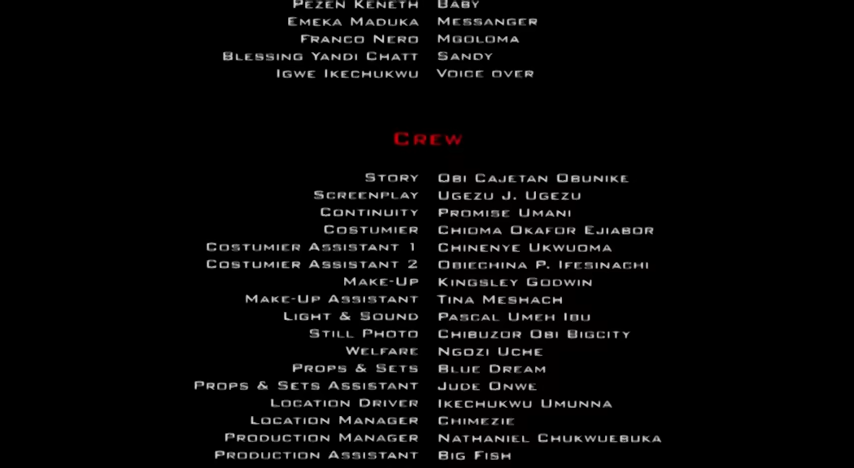 Pezen Keneth Baby
Emeka Maduka Messanger
Franco Nero Mgoloma
Blessing Yandi Chatt Sandy
Igwe Ikechukwu Voice over
Crew
Story Obi Cajetan Obunike
Screenplay Ugezu J. Ugezu
Continuity Promise Umani
Costumier Chioma Okafor Ejiabor
Costumier Assistant 1 Chinenye Ukwuoma
Costumier Assistant 2 Obiechina P. Ifesinachi
Make-Up Kingsley Godwin
Make-Up Assistant Tina Meshach
Light & Sound Pascal Umeh Ibu
Still Photo Chibuzor Obi Bigcity
Welfare Ngozi Uche
Props & Sets Blue Dream
Props & Sets Assistant Jude Onwe
Location Driver Ikechukwu Umunna
Location Manager Chimezie
Production Manager Nathaniel Chukwuebuka
Production Assistant Big Fish